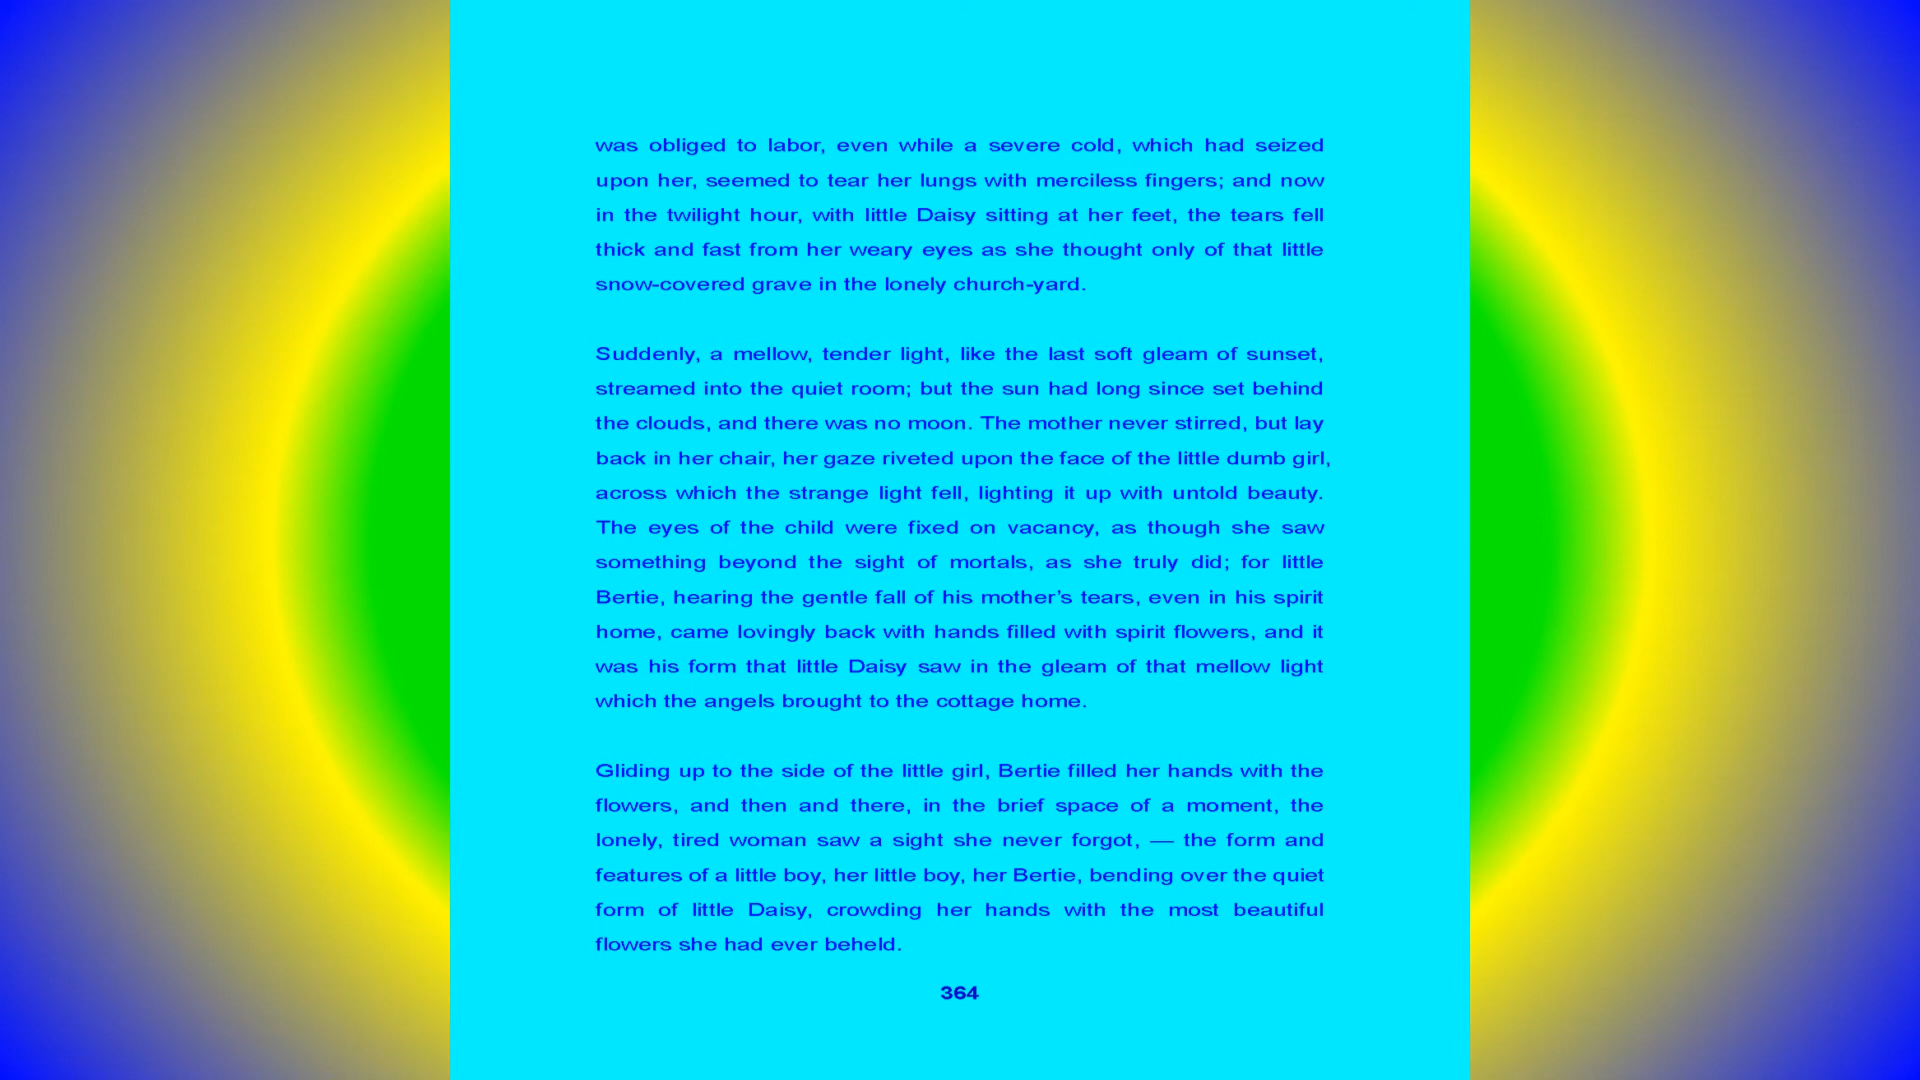 was obliged to labor, even while a severe cold, which had seized
upon her, seemed to tear her lungs with merciless fingers; and now
in the twilight hour, with little Daisy sitting at her feet, the tears fell
thick and fast from her weary eyes as she thought only of that little
snow-covered grave in the lonely church-yard.
Suddenly, a mellow, tender light, like the last soft gleam of sunset,
streamed into the quiet room; but the sun had long since set behind
the clouds, and there was no moon. The mother never stirred, but lay
back in her chair, her gaze riveted upon the face of the little dumb girl,
across which the strange light fell, lighting it up with untold beauty.
The eyes of the child were fixed on vacancy, as though she saw
something beyond the sight of mortals, as she truly did; for little
Bertie, hearing the gentle fall of his mother’s tears, even in his spirit
home, came lovingly back with hands filled with spirit flowers, and it
was his form that little Daisy saw in the gleam of that mellow light
which the angels brought to the cottage home.
Gliding up to the side of the little girl, Bertie filled her hands with the
flowers, and then and there, in the brief space of a moment, the
lonely, tired woman saw a sight she never forgot, — the form and
features of a little boy, her little boy, her Bertie, bending over the quiet
form of little Daisy, crowding her hands with the most beautiful
flowers she had ever beheld.
364